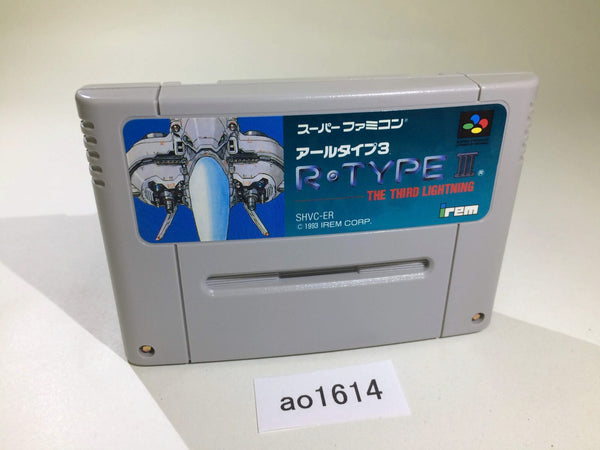 スーパーファミコン®
アールタイプ3
R・TYPE III ®
THE THIRD LIGHTNING
SHVC-ER
© 1993 IREM CORP.
irem
ao1614